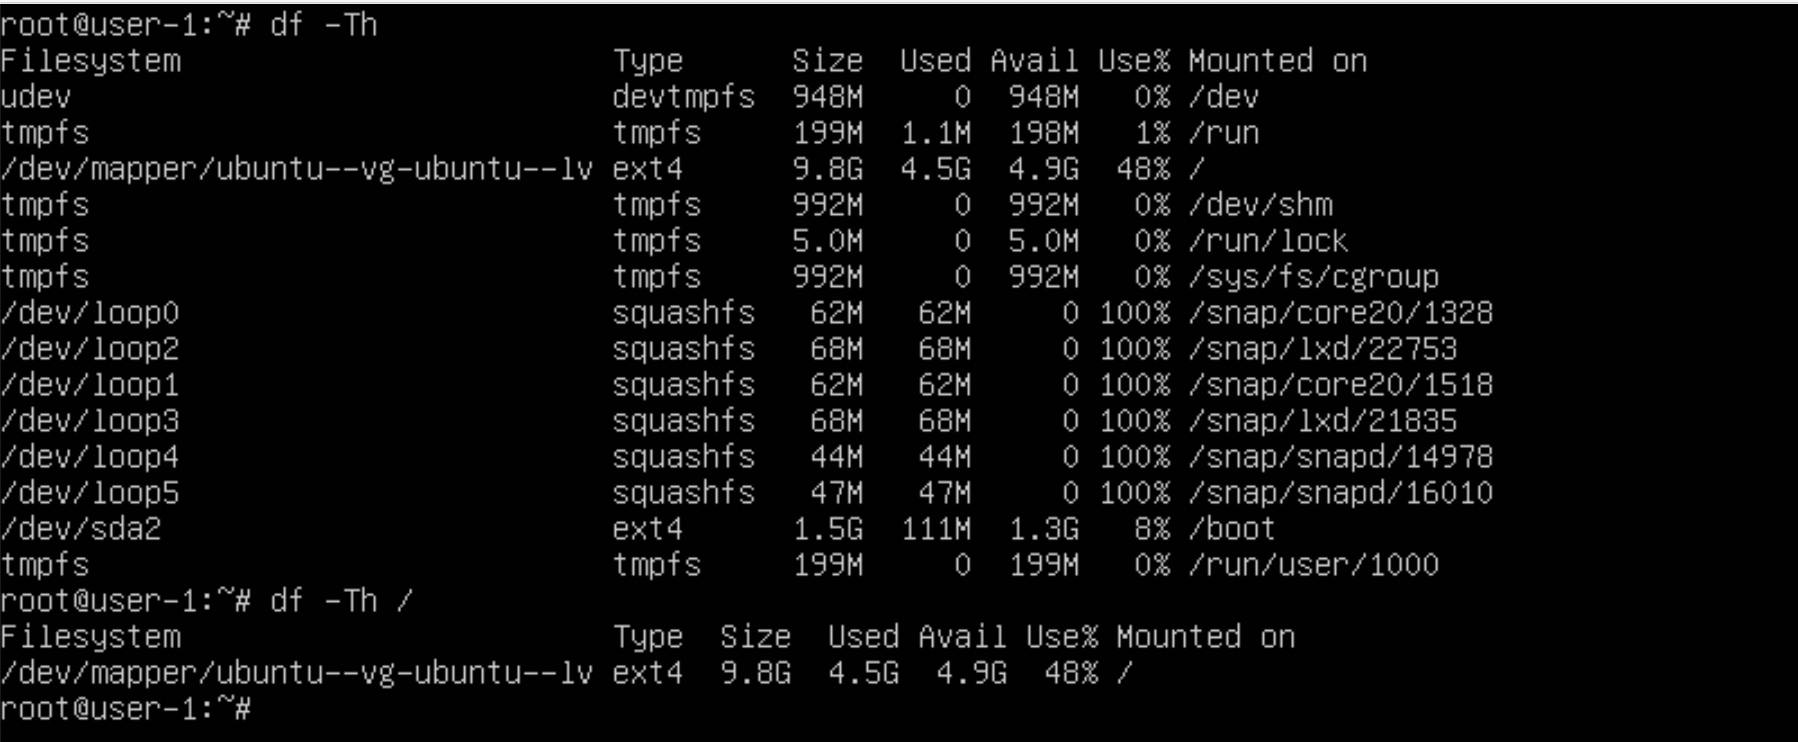 root@user-1:~# df -Th
Filesystem                        Type      Size  Used Avail Use% Mounted on
udev                              devtmpfs  948M     0  948M   0% /dev
tmpfs                             tmpfs     199M  1.1M  198M   1% /run
/dev/mapper/ubuntu--vg-ubuntu--lv ext4      9.8G  4.5G  4.9G  48% /
tmpfs                             tmpfs     992M     0  992M   0% /dev/shm
tmpfs                             tmpfs     5.0M     0  5.0M   0% /run/lock
tmpfs                             tmpfs     992M     0  992M   0% /sys/fs/cgroup
/dev/loop0                        squashfs   62M   62M     0 100% /snap/core20/1328
/dev/loop2                        squashfs   68M   68M     0 100% /snap/lxd/22753
/dev/loop1                        squashfs   62M   62M     0 100% /snap/core20/1518
/dev/loop3                        squashfs   68M   68M     0 100% /snap/lxd/21835
/dev/loop4                        squashfs   44M   44M     0 100% /snap/snapd/14978
/dev/loop5                        squashfs   47M   47M     0 100% /snap/snapd/16010
/dev/sda2                         ext4      1.5G  111M  1.3G   8% /boot
tmpfs                             tmpfs     199M     0  199M   0% /run/user/1000
root@user-1:~# df -Th /
Filesystem                        Type  Size  Used Avail Use% Mounted on
/dev/mapper/ubuntu--vg-ubuntu--lv ext4  9.8G  4.5G  4.9G  48% /
root@user-1:~#